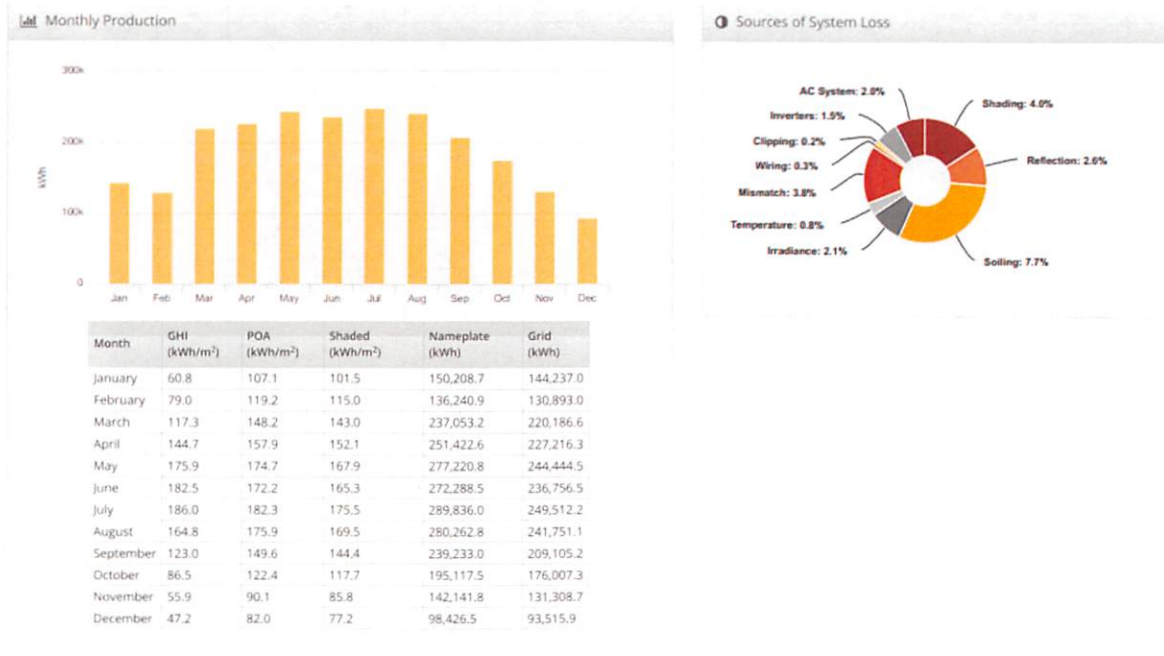 Monthly Production
300k
200k
100k
0
kWh
Jan Feb Mar Apr May Jun Jul Aug Sep Oct Nov Dec
Month GHI (kWh/m²) POA (kWh/m²) Shaded (kWh/m²) Nameplate (kWh) Grid (kWh)
January 60.8 107.1 101.5 150,208.7 144,237.0
February 79.0 119.2 115.0 136,240.9 130,893.0
March 117.3 148.2 143.0 237,053.2 220,186.6
April 144.7 157.9 152.1 251,422.6 227,216.3
May 175.9 174.7 167.9 277,220.8 244,444.5
June 182.5 172.2 165.3 272,288.5 236,756.5
July 186.0 182.3 175.5 289,836.0 249,512.2
August 164.8 175.9 169.5 280,262.8 241,751.1
September 123.0 149.6 144.4 239,233.0 209,105.2
October 86.5 122.4 117.7 195,117.5 176,007.3
November 55.9 90.1 85.8 142,141.8 131,308.7
December 47.2 82.0 77.2 98,426.5 93,515.9
Sources of System Loss
AC System: 2.0%
Shading: 4.0%
Inverters: 1.5%
Clipping: 0.2%
Reflection: 2.6%
Wiring: 0.3%
Mismatch: 3.8%
Temperature: 0.8%
Irradiance: 2.1%
Soiling: 7.7%